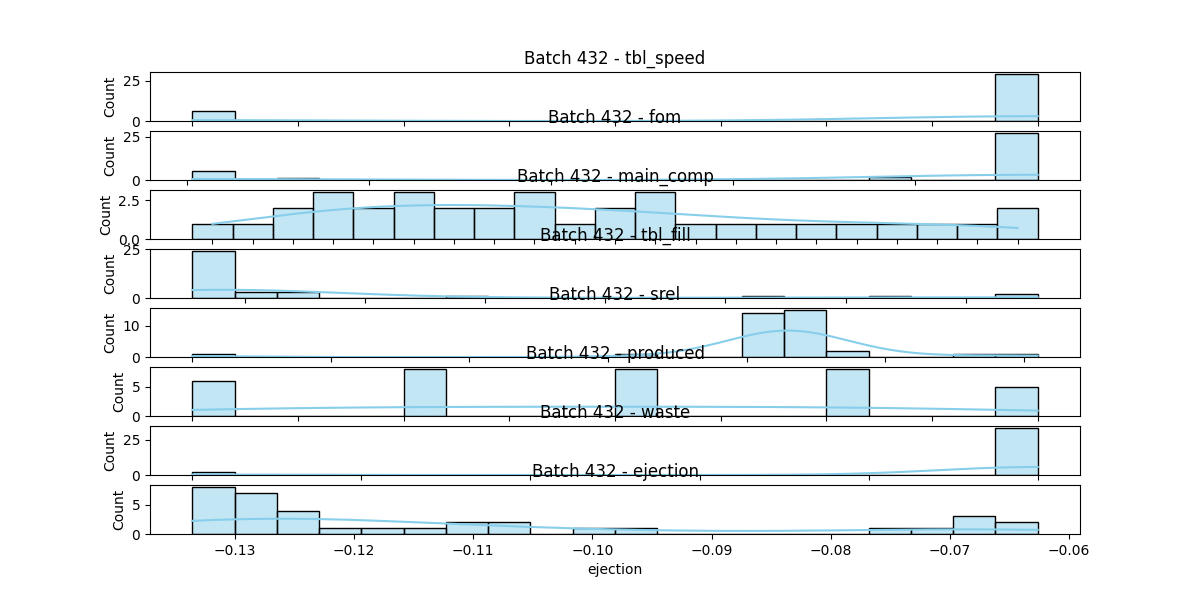 Batch 432 - tbl_speed
Count
25
0
Batch 432 - fom
Count
25
0
Batch 432 - main_comp
Count
2.5
0.0
Batch 432 - tbl_fill
Count
25
0
Batch 432 - srel
Count
10
0
Batch 432 - produced
Count
5
0
Batch 432 - waste
Count
25
0
Batch 432 - ejection
Count
5
0
−0.13 −0.12 −0.11 −0.10 −0.09 −0.08 −0.07 −0.06
ejection